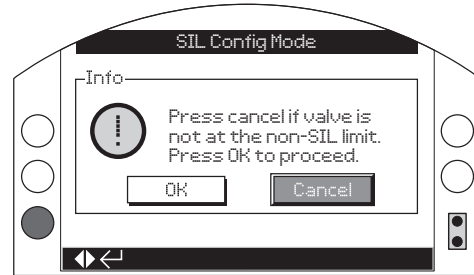 SIL Config Mode
Info
Press cancel if valve is
not at the non-SIL limit.
Press OK to proceed.
OK
Cancel